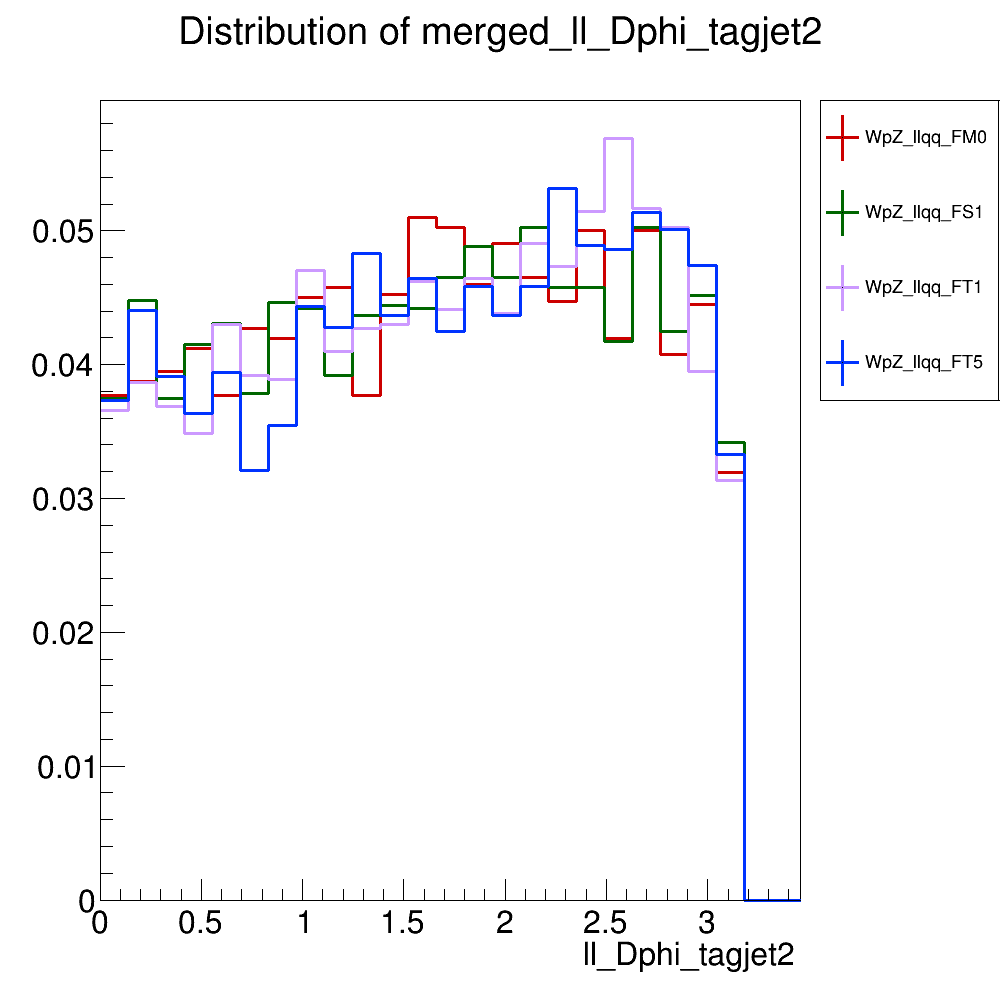 Distribution of merged_ll_Dphi_tagjet2
WpZ_llqq_FM0
WpZ_llqq_FS1
WpZ_llqq_FT1
WpZ_llqq_FT5
0.05
0.04
0.03
0.02
0.01
0
0 0.5 1 1.5 2 2.5 3
ll_Dphi_tagjet2